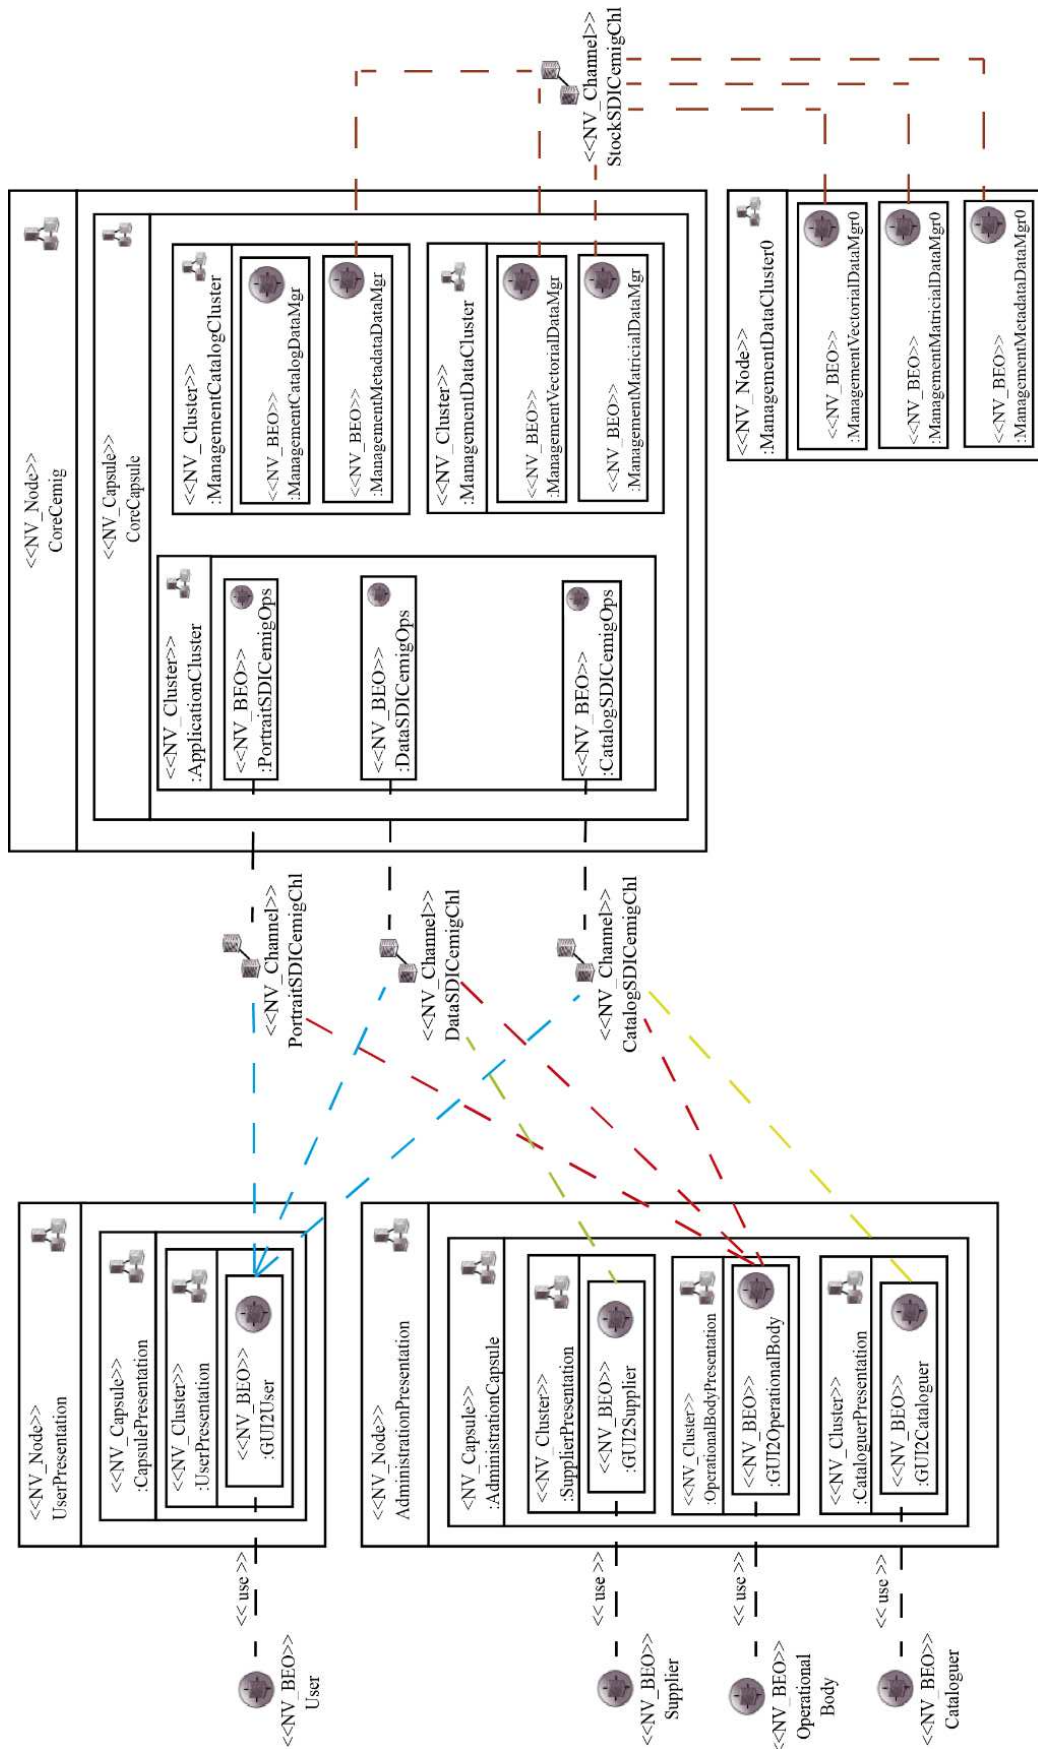 <<NV_BEO>>
User
<< use >>
<<NV_Node>>
UserPresentation
<<NV_Capsule>>
:CapsulePresentation
<<NV_Cluster>>
:UserPresentation
<<NV_BEO>>
:GUI2User
<<NV_BEO>>
Supplier
<< use >>
<<NV_BEO>>
Operational
Body
<< use >>
<<NV_BEO>>
Cataloguer
<< use >>
<<NV_Node>>
AdministrationPresentation
<<NV_Capsule>>
:AdministrationCapsule
<<NV_Cluster>>
:SupplierPresentation
<<NV_BEO>>
:GUI2Supplier
<<NV_Cluster>>
:OperationalBodyPresentation
<<NV_BEO>>
:GUI2OperationalBody
<<NV_Cluster>>
:CataloguerPresentation
<<NV_BEO>>
:GUI2Cataloguer
<<NV_Channel>>
PortraitSDICemigChl
<<NV_Channel>>
DataSDICemigChl
<<NV_Channel>>
CatalogSDICemigChl
<<NV_Node>>
CoreCemig
<<NV_Capsule>>
CoreCapsule
<<NV_Cluster>>
:ApplicationCluster
<<NV_BEO>>
:PortraitSDICemigOps
<<NV_BEO>>
:DataSDICemigOps
<<NV_BEO>>
:CatalogSDICemigOps
<<NV_Cluster>>
:ManagementCatalogCluster
<<NV_BEO>>
:ManagementCatalogDataMgr
<<NV_BEO>>
:ManagementMetadataDataMgr
<<NV_Cluster>>
:ManagementDataCluster
<<NV_BEO>>
:ManagementVectorialDataMgr
<<NV_BEO>>
:ManagementMatricialDataMgr
<<NV_Channel>>
StockSDICemigChl
<<NV_Node>>
:ManagementDataCluster0
<<NV_BEO>>
:ManagementVectorialDataMgr0
<<NV_BEO>>
:ManagementMatricialDataMgr0
<<NV_BEO>>
:ManagementMetadataDataMgr0